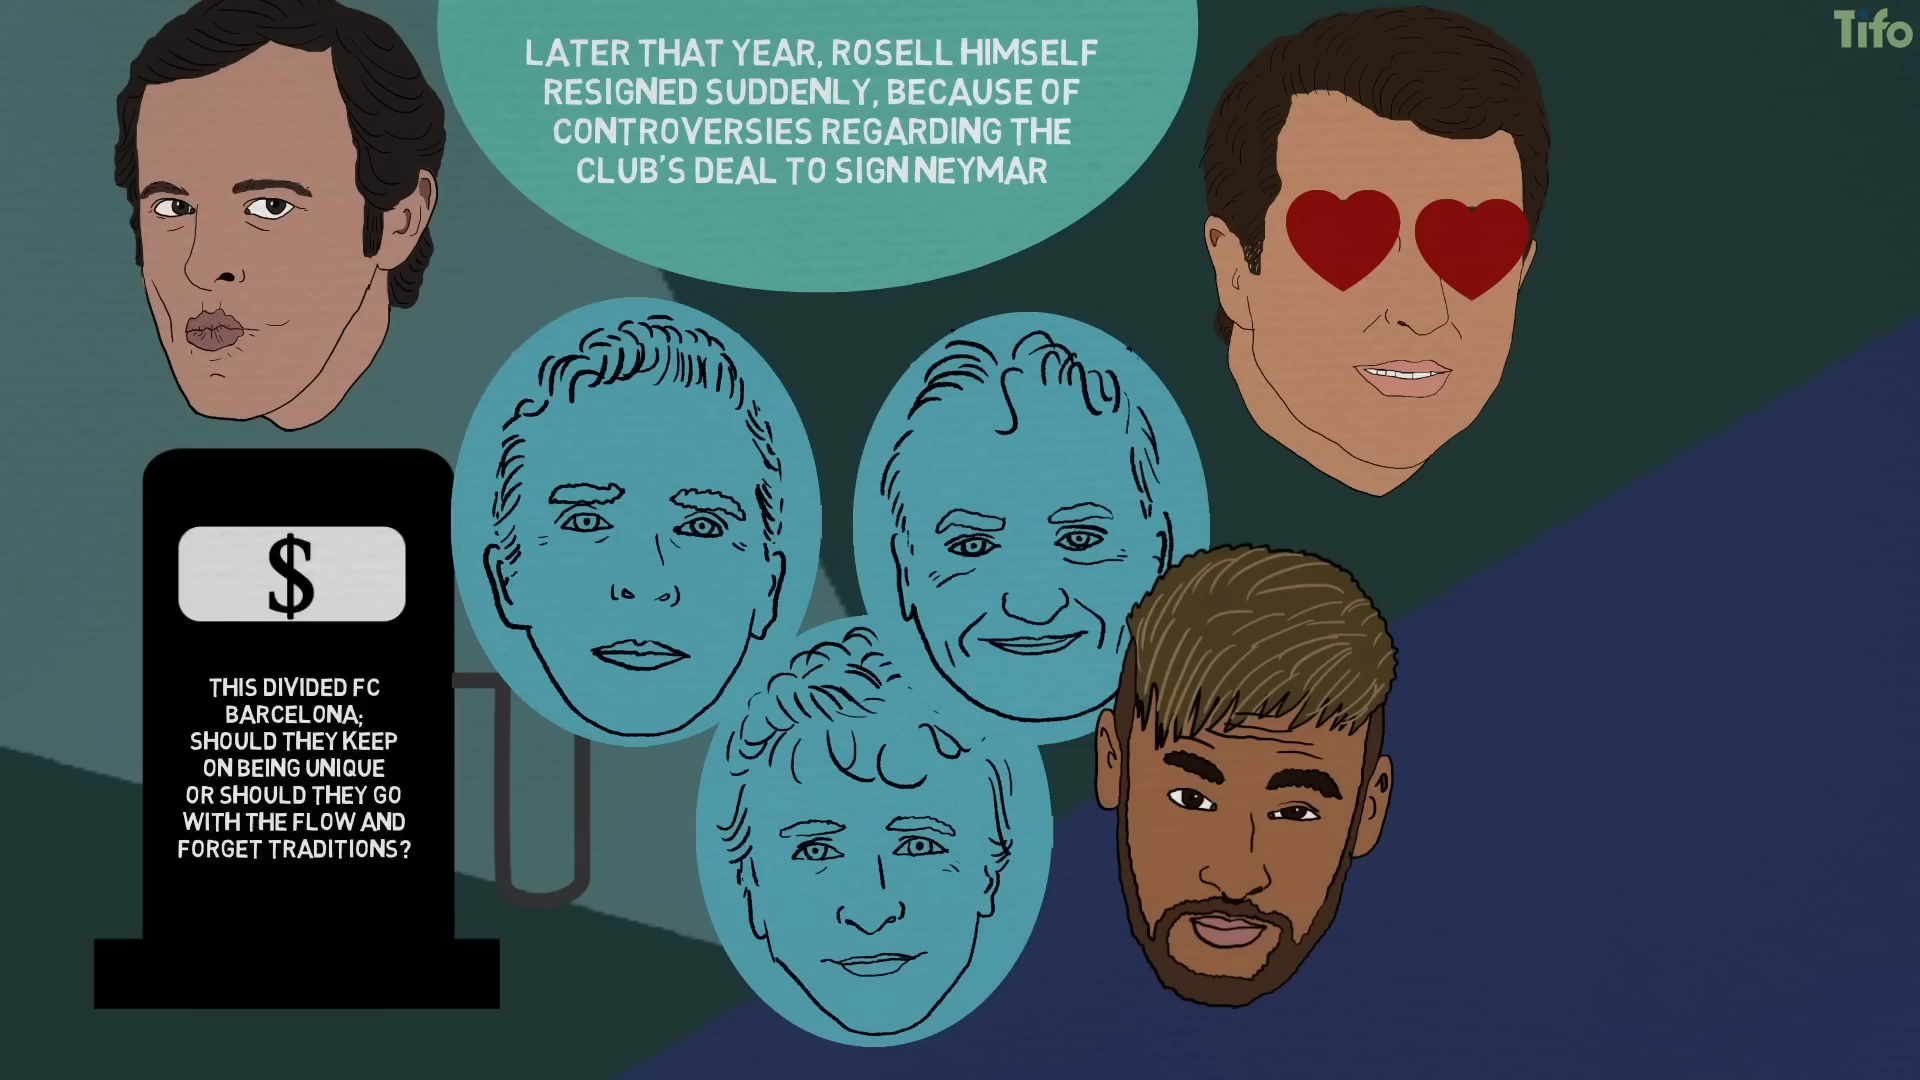 LATER THAT YEAR, ROSELL HIMSELF
RESIGNED SUDDENLY, BECAUSE OF
CONTROVERSIES REGARDING THE
CLUB'S DEAL TO SIGN NEYMAR
Tifo
$
THIS DIVIDED FC
BARCELONA;
SHOULD THEY KEEP
ON BEING UNIQUE
OR SHOULD THEY GO
WITH THE FLOW AND
FORGET TRADITIONS?